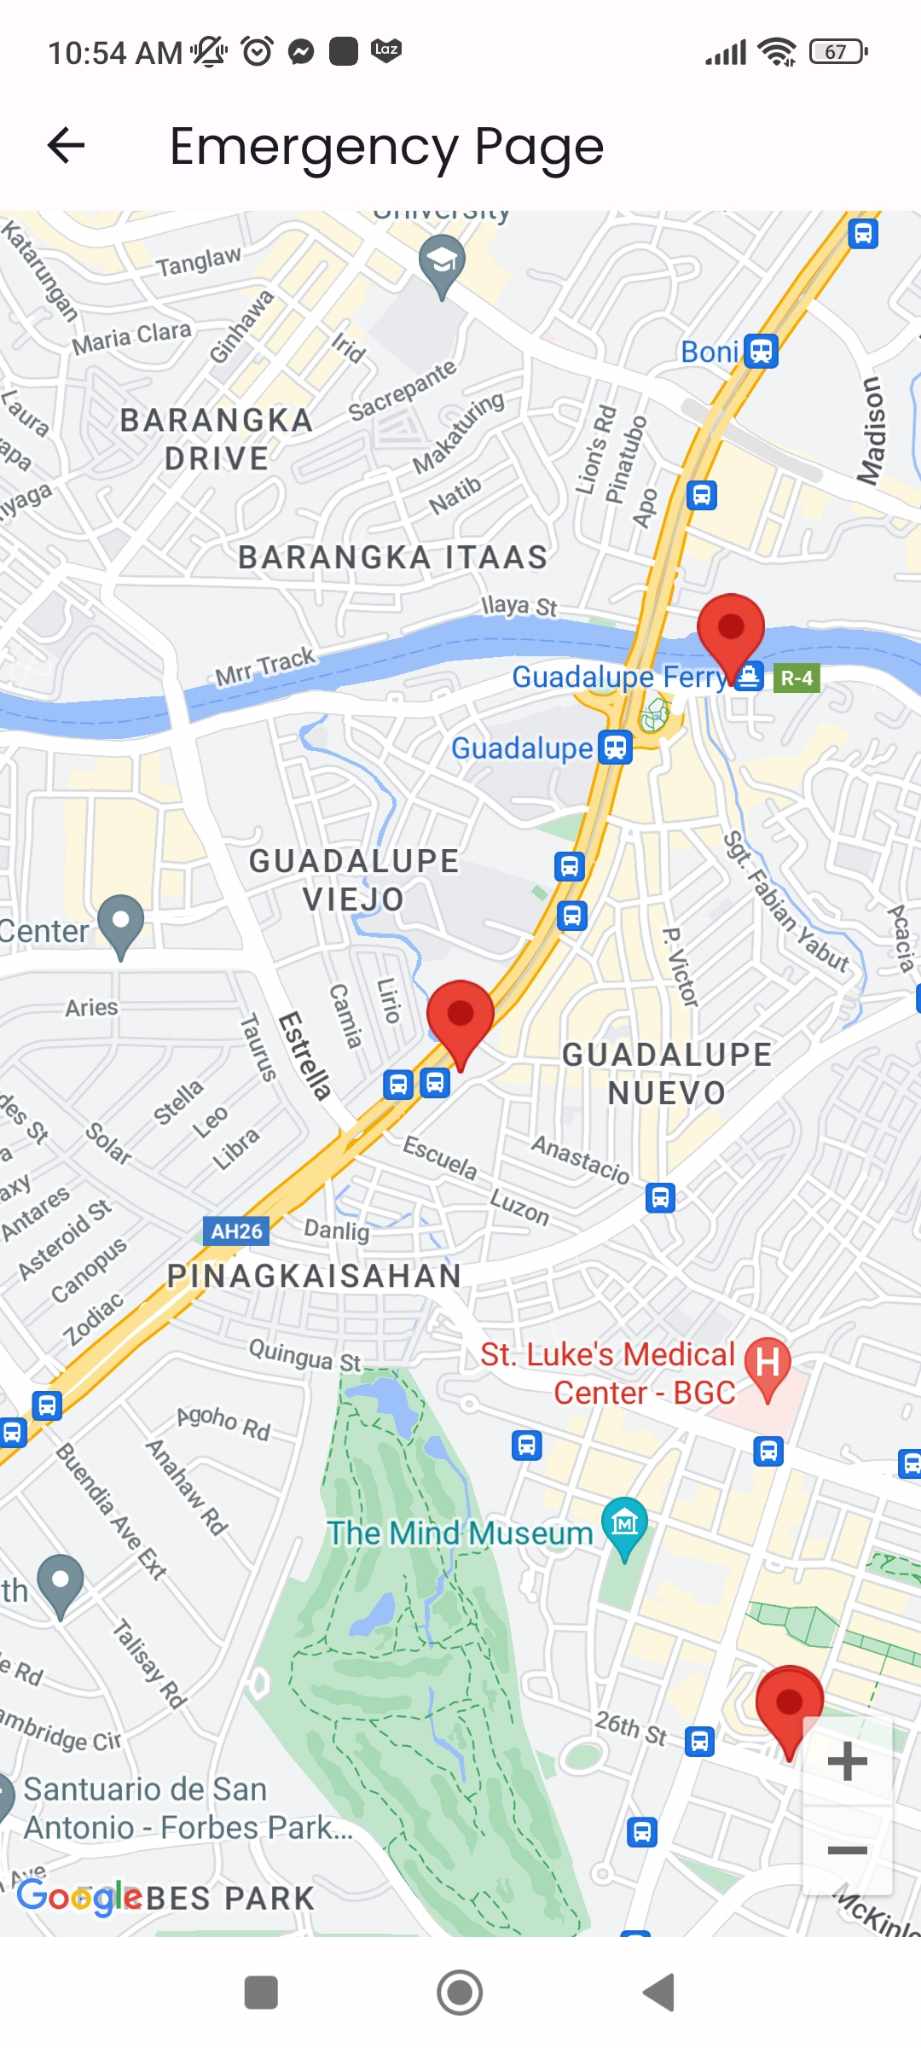 10:54 AM
Laz
67
Emergency Page
University
Katarungan
Tanglaw
Maria Clara
Ginhawa
Irid
Boni
Laura
Sacrepante
Madison
BARANGKA
DRIVE
Makaturing
Lion's Rd
Pinatubo
Apo
Natib
BARANGKA ITAAS
Ilaya St
Mrr Track
Guadalupe Ferry
R-4
Guadalupe
GUADALUPE
VIEJO
Sgt. Fabian Yabut
Acacia
Center
P. Victor
Aries
Lirio
Camia
Taurus
Estrella
GUADALUPE
NUEVO
Stella
Leo
Libra
Solar
Escuela
Anastacio
Luzon
Antares
Asteroid St
Canopus
Zodiac
AH26
Danlig
PINAGKAISAHAN
Quingua St
St. Luke's Medical
Center - BGC
H
Agoho Rd
Anahaw Rd
Buendia Ave Ext
The Mind Museum
M
th
Talisay Rd
26th St
Santuario de San
Antonio - Forbes Park...
Google
BES PARK
McKinl